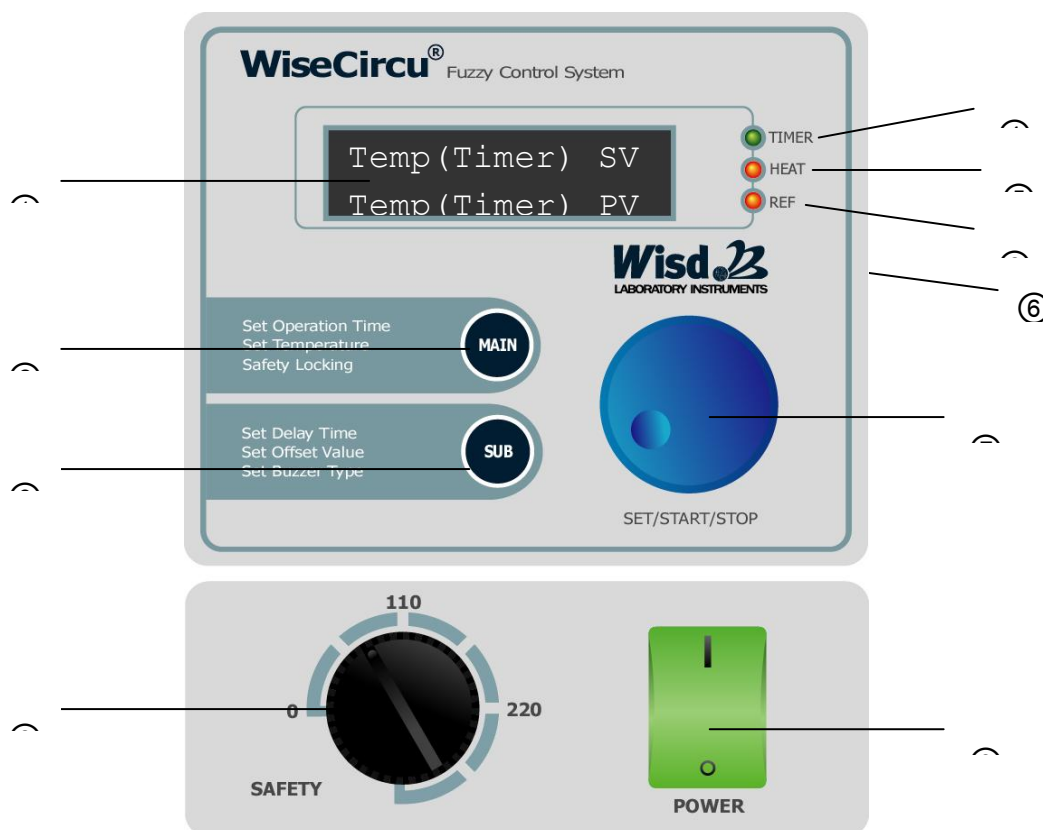 WiseCircu® Fuzzy Control System
Temp(Timer) SV
Temp(Timer) PV
TIMER
HEAT
REF
Wisd
LABORATORY INSTRUMENTS
⑥
Set Operation Time
Set Temperature
Safety Locking
MAIN
Set Delay Time
Set Offset Value
Set Buzzer Type
SUB
SET/START/STOP
110
0
220
SAFETY
POWER